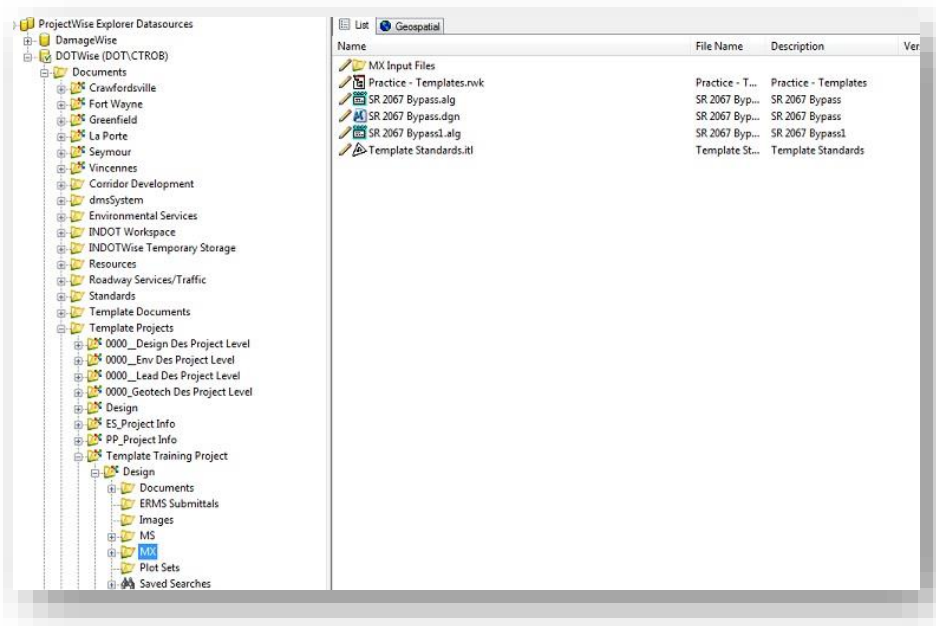 ProjectWise Explorer Datasources
DamageWise
DOTWise (DOT\CTROB)
Documents
Crawfordsville
Fort Wayne
Greenfield
La Porte
Seymour
Vincennes
Corridor Development
dmsSystem
Environmental Services
INDOT Workspace
INDOTWise Temporary Storage
Resources
Roadway Services/Traffic
Standards
Template Documents
Template Projects
0000__Design Des Project Level
0000__Env Des Project Level
0000__Lead Des Project Level
0000_Geotech Des Project Level
Design
ES_Project Info
PP_Project Info
Template Training Project
Design
Documents
ERMS Submittals
Images
MS
MX
Plot Sets
Saved Searches
List Geospatial
Name File Name Description Ver
MX Input Files
Practice - Templates.rwk Practice - T... Practice - Templates
SR 2067 Bypass.alg SR 2067 Byp... SR 2067 Bypass
SR 2067 Bypass.dgn SR 2067 Byp... SR 2067 Bypass
SR 2067 Bypass1.alg SR 2067 Byp... SR 2067 Bypass1
Template Standards.itl Template St... Template Standards